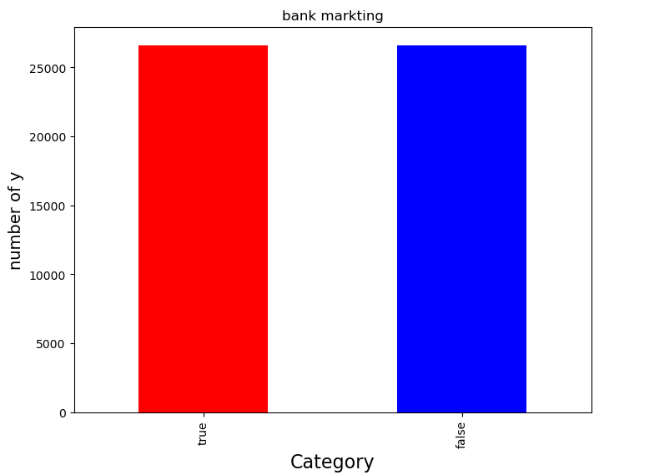 bank markting
25000
20000
15000
10000
5000
0
number of y
true
false
Category